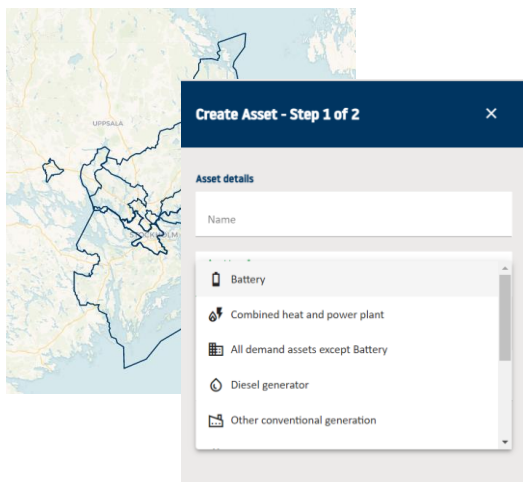 UPPSALA
STOCKHOLM
Create Asset - Step 1 of 2
Asset details
Name
Battery
Combined heat and power plant
All demand assets except Battery
Diesel generator
Other conventional generation